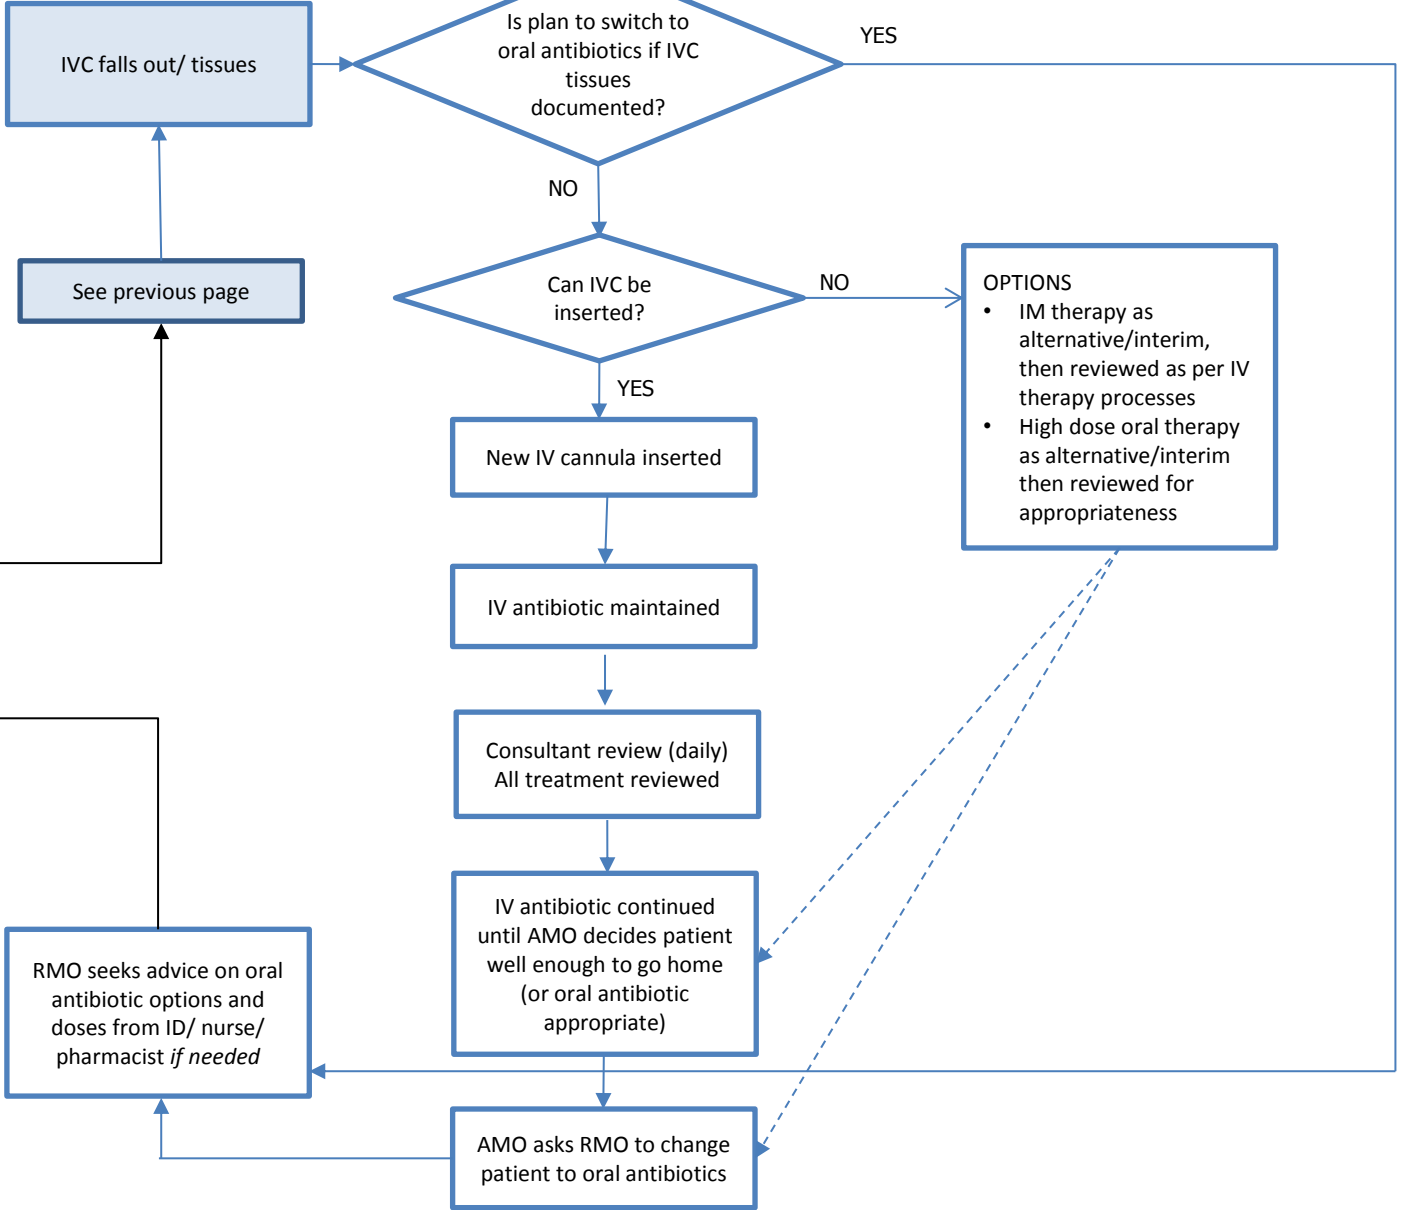 IVC falls out/ tissues
Is plan to switch to
oral antibiotics if IVC
tissues
documented?
YES
NO
See previous page
Can IVC be
inserted?
NO
YES
OPTIONS
• IM therapy as
alternative/interim,
then reviewed as per IV
therapy processes
• High dose oral therapy
as alternative/interim
then reviewed for
appropriateness
New IV cannula inserted
IV antibiotic maintained
Consultant review (daily)
All treatment reviewed
IV antibiotic continued
until AMO decides patient
well enough to go home
(or oral antibiotic
appropriate)
RMO seeks advice on oral
antibiotic options and
doses from ID/ nurse/
pharmacist if needed
AMO asks RMO to change
patient to oral antibiotics